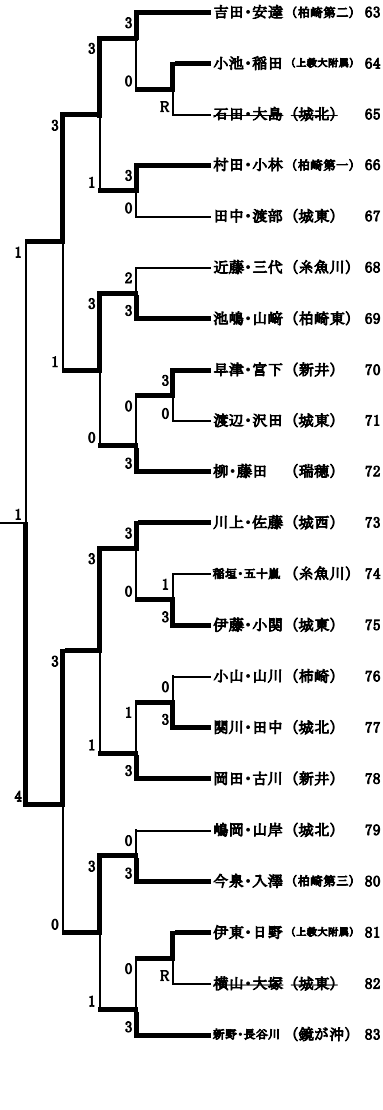 3 吉田・安達 (柏崎第二) 63
3
小池・稲田 (上教大附属) 64
0
R 石田・大島 (城北) 65
3
3 村田・小林 (柏崎第一) 66
1
0 田中・渡部 (城東) 67
1
2 近藤・三代 (糸魚川) 68
3
3 池嶋・山﨑 (柏崎東) 69
1
3 早津・宮下 (新井) 70
0
0 渡辺・沢田 (城東) 71
0
3 柳・藤田 (瑞穂) 72
1
3 川上・佐藤 (城西) 73
3
1 稲垣・五十嵐 (糸魚川) 74
0
3 伊藤・小関 (城東) 75
3
0 小山・山川 (柿崎) 76
1
3 関川・田中 (城北) 77
1
3 岡田・古川 (新井) 78
4
0 嶋岡・山岸 (城北) 79
3
3 今泉・入澤 (柏崎第三) 80
0
伊東・日野 (上教大附属) 81
0
R 横山・大塚 (城東) 82
1
3 新野・長谷川 (鏡が沖) 83